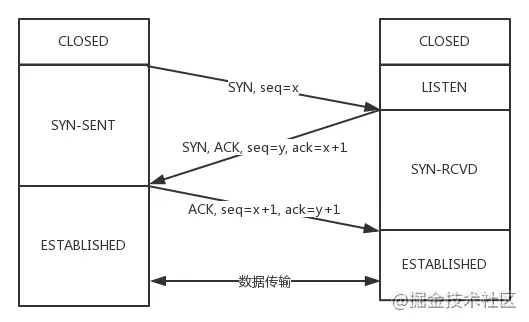 CLOSED
CLOSED
SYN, seq=x
LISTEN
SYN-SENT
SYN, ACK, seq=y, ack=x+1
SYN-RCVD
ACK, seq=x+1, ack=y+1
ESTABLISHED
ESTABLISHED
数据传输
@掘金技术社区